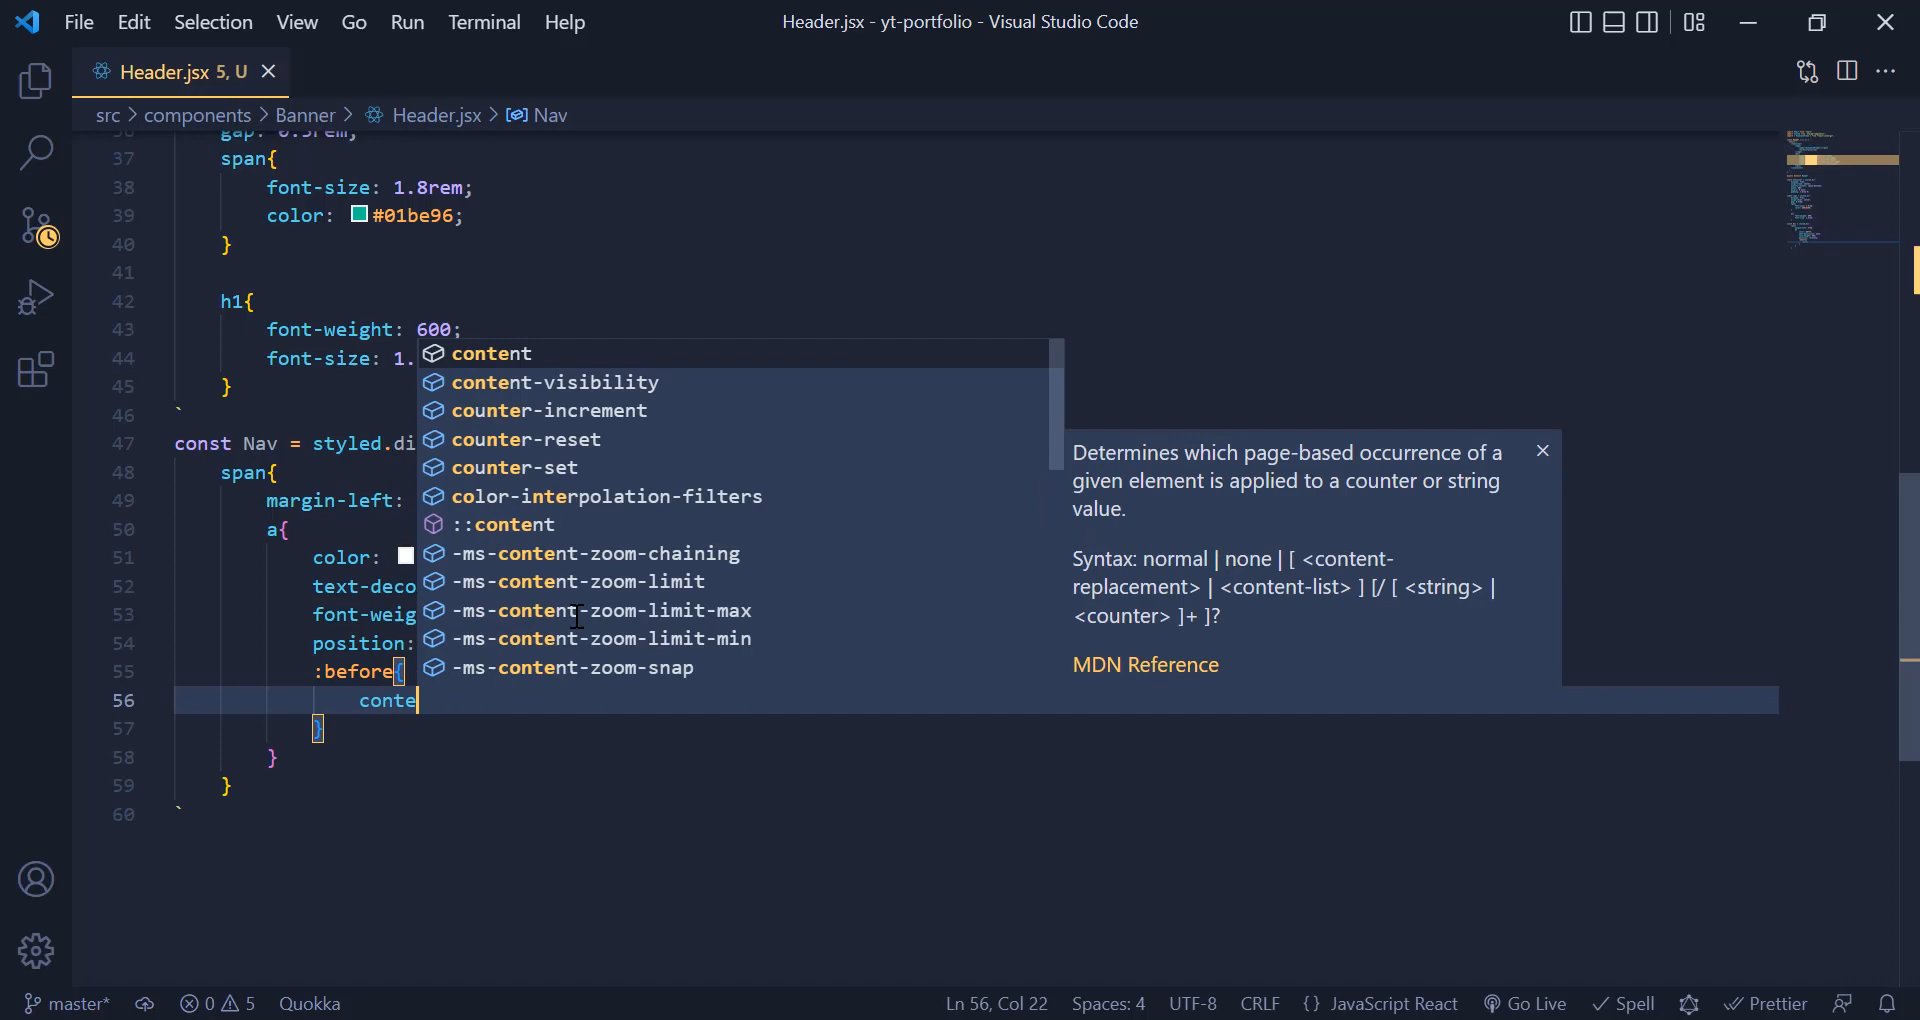 File Edit Selection View Go Run Terminal Help
Header.jsx - yt-portfolio - Visual Studio Code
Header.jsx 5, U
src > components > Banner > Header.jsx > Nav
36 gap: 0.5rem;
37 span{
38 font-size: 1.8rem;
39 color: #01be96;
40 }
41
42 h1{
43 font-weight: 600;
44 font-size: 1.
45 }
46 `
47 const Nav = styled.di
48 span{
49 margin-left:
50 a{
51 color:
52 text-deco
53 font-weig
54 position:
55 :before{
56 conte
57 }
58 }
59 }
60 `
content
content-visibility
counter-increment
counter-reset
counter-set
color-interpolation-filters
::content
-ms-content-zoom-chaining
-ms-content-zoom-limit
-ms-content-zoom-limit-max
-ms-content-zoom-limit-min
-ms-content-zoom-snap
Determines which page-based occurrence of a
given element is applied to a counter or string
value.
Syntax: normal | none | [ <content-
replacement> | <content-list> ] [/ [ <string> |
<counter> ]+ ]?
MDN Reference
master* 0 5 Quokka
Ln 56, Col 22 Spaces: 4 UTF-8 CRLF {} JavaScript React Go Live Spell Prettier